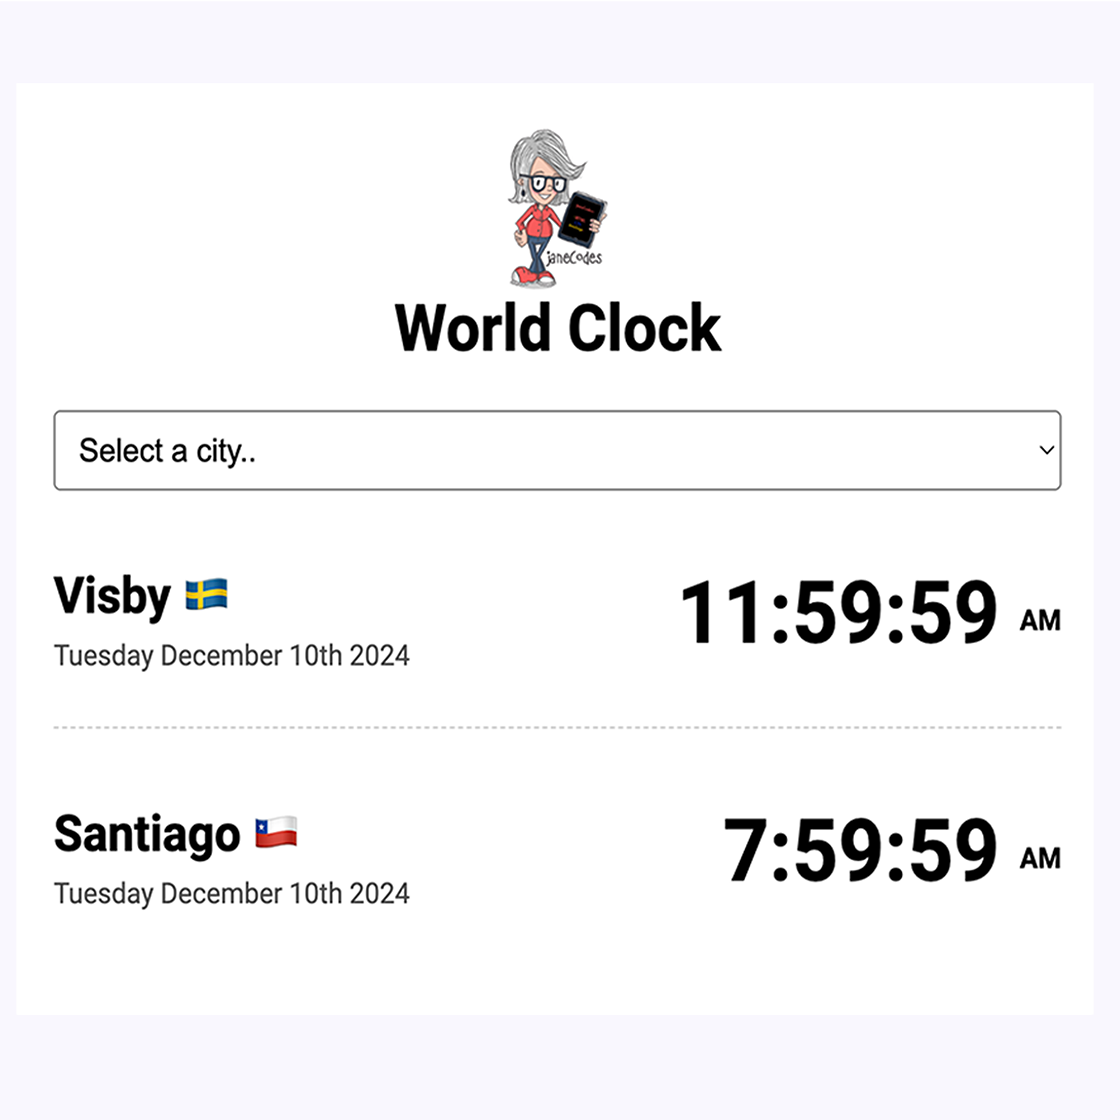 janeCodes
World Clock
Select a city..
Visby 🇸🇪
11:59:59 AM
Tuesday December 10th 2024
Santiago 🇨🇱
7:59:59 AM
Tuesday December 10th 2024